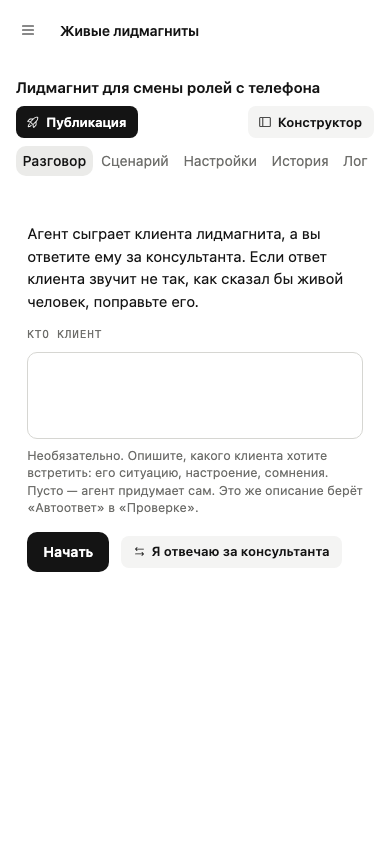 Живые лидмагниты
Лидмагнит для смены ролей с телефона
Публикация
Конструктор
Разговор Сценарий Настройки История Лог
Агент сыграет клиента лидмагнита, а вы
ответите ему за консультанта. Если ответ
клиента звучит не так, как сказал бы живой
человек, поправьте его.
КТО КЛИЕНТ
Необязательно. Опишите, какого клиента хотите
встретить: его ситуацию, настроение, сомнения.
Пусто — агент придумает сам. Это же описание берёт
«Автоответ» в «Проверке».
Начать
Я отвечаю за консультанта